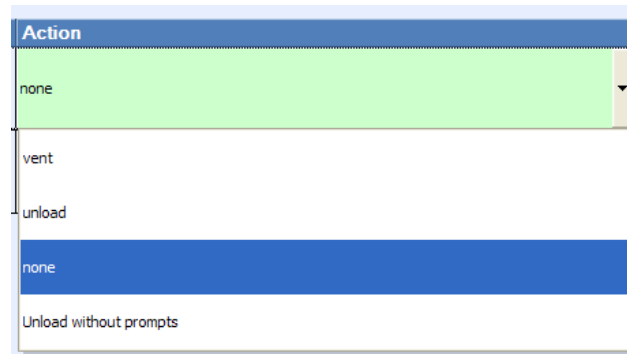 Action
none
vent
unload
none
Unload without prompts